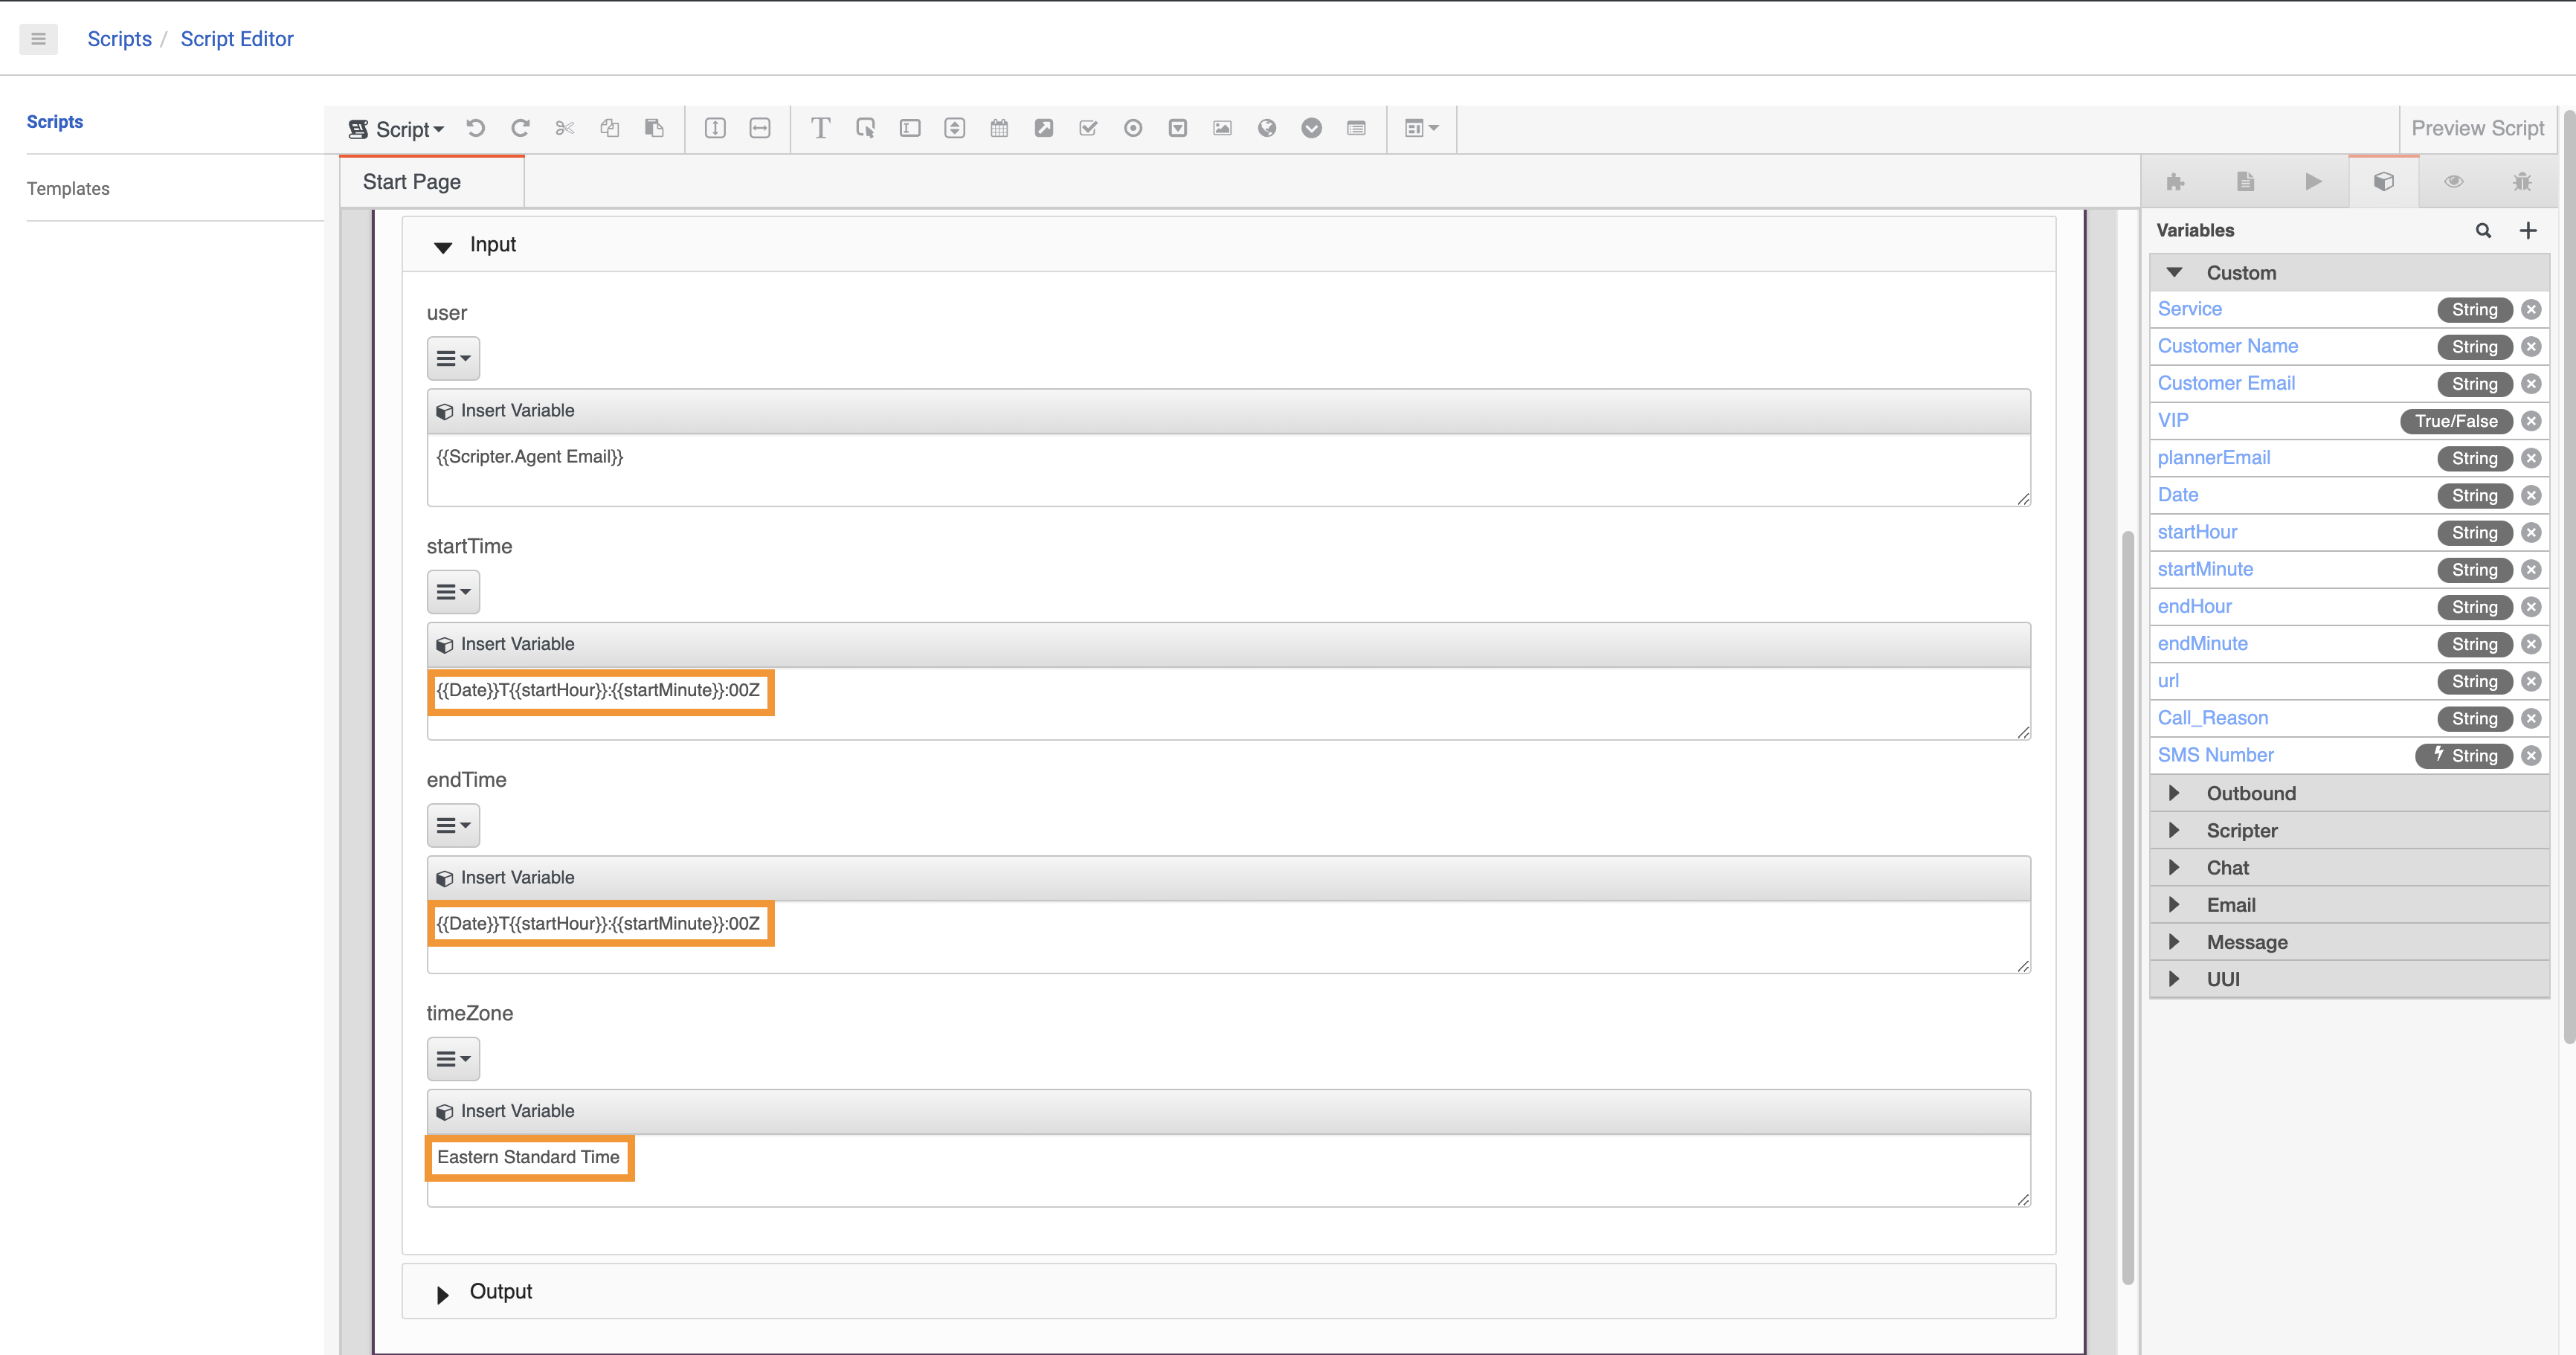 Scripts / Script Editor
Scripts
Templates
Script
Preview Script
Start Page
Input
user
Insert Variable
{{Scripter.Agent Email}}
startTime
Insert Variable
{{Date}}T{{startHour}}:{{startMinute}}:00Z
endTime
Insert Variable
{{Date}}T{{startHour}}:{{startMinute}}:00Z
timeZone
Insert Variable
Eastern Standard Time
Output
Variables
Custom
Service String
Customer Name String
Customer Email String
VIP True/False
plannerEmail String
Date String
startHour String
startMinute String
endHour String
endMinute String
url String
Call_Reason String
SMS Number String
Outbound
Scripter
Chat
Email
Message
UUI